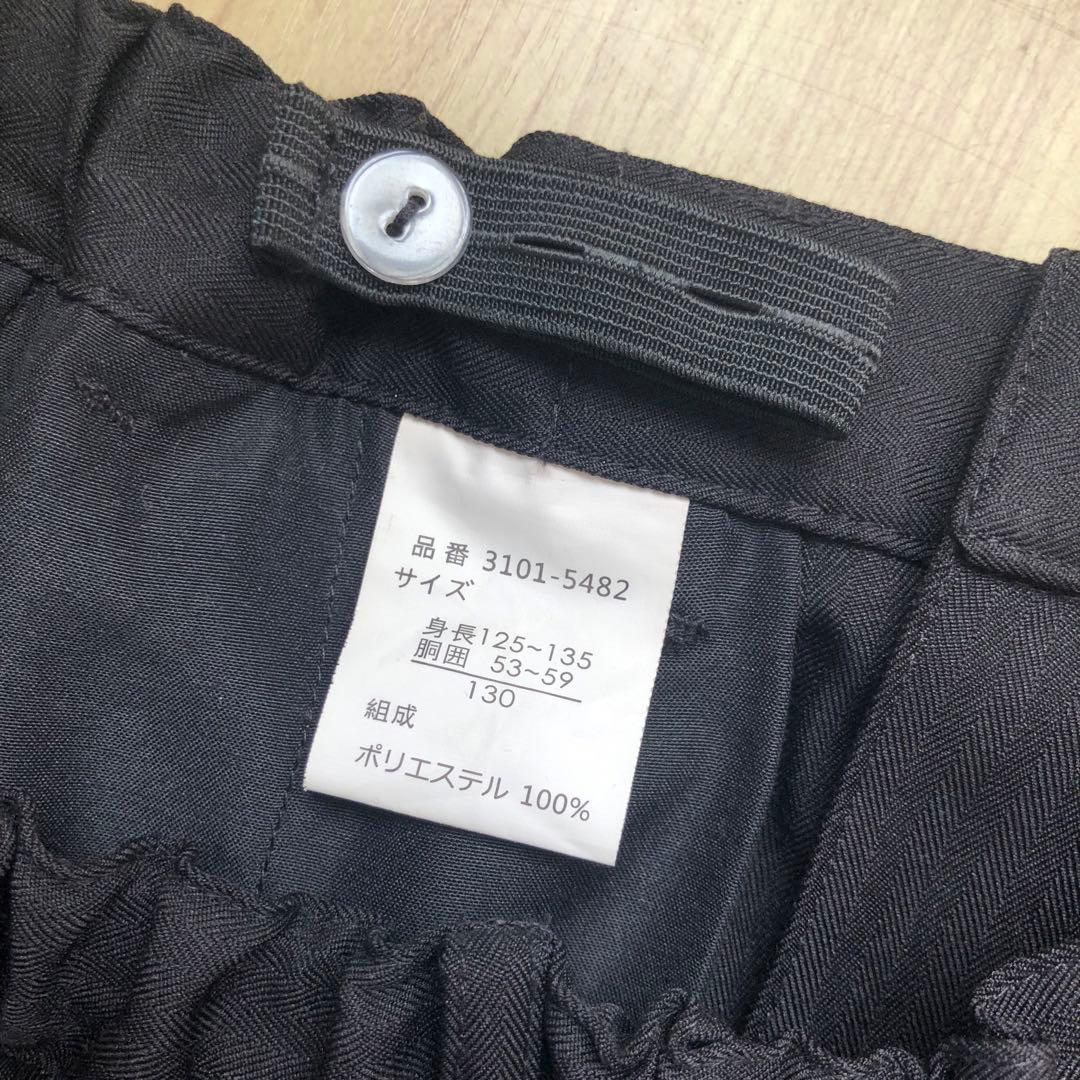 品番 3101-5482
サイズ
身長125~135
胴囲 53~59
130
組成
ポリエステル 100%